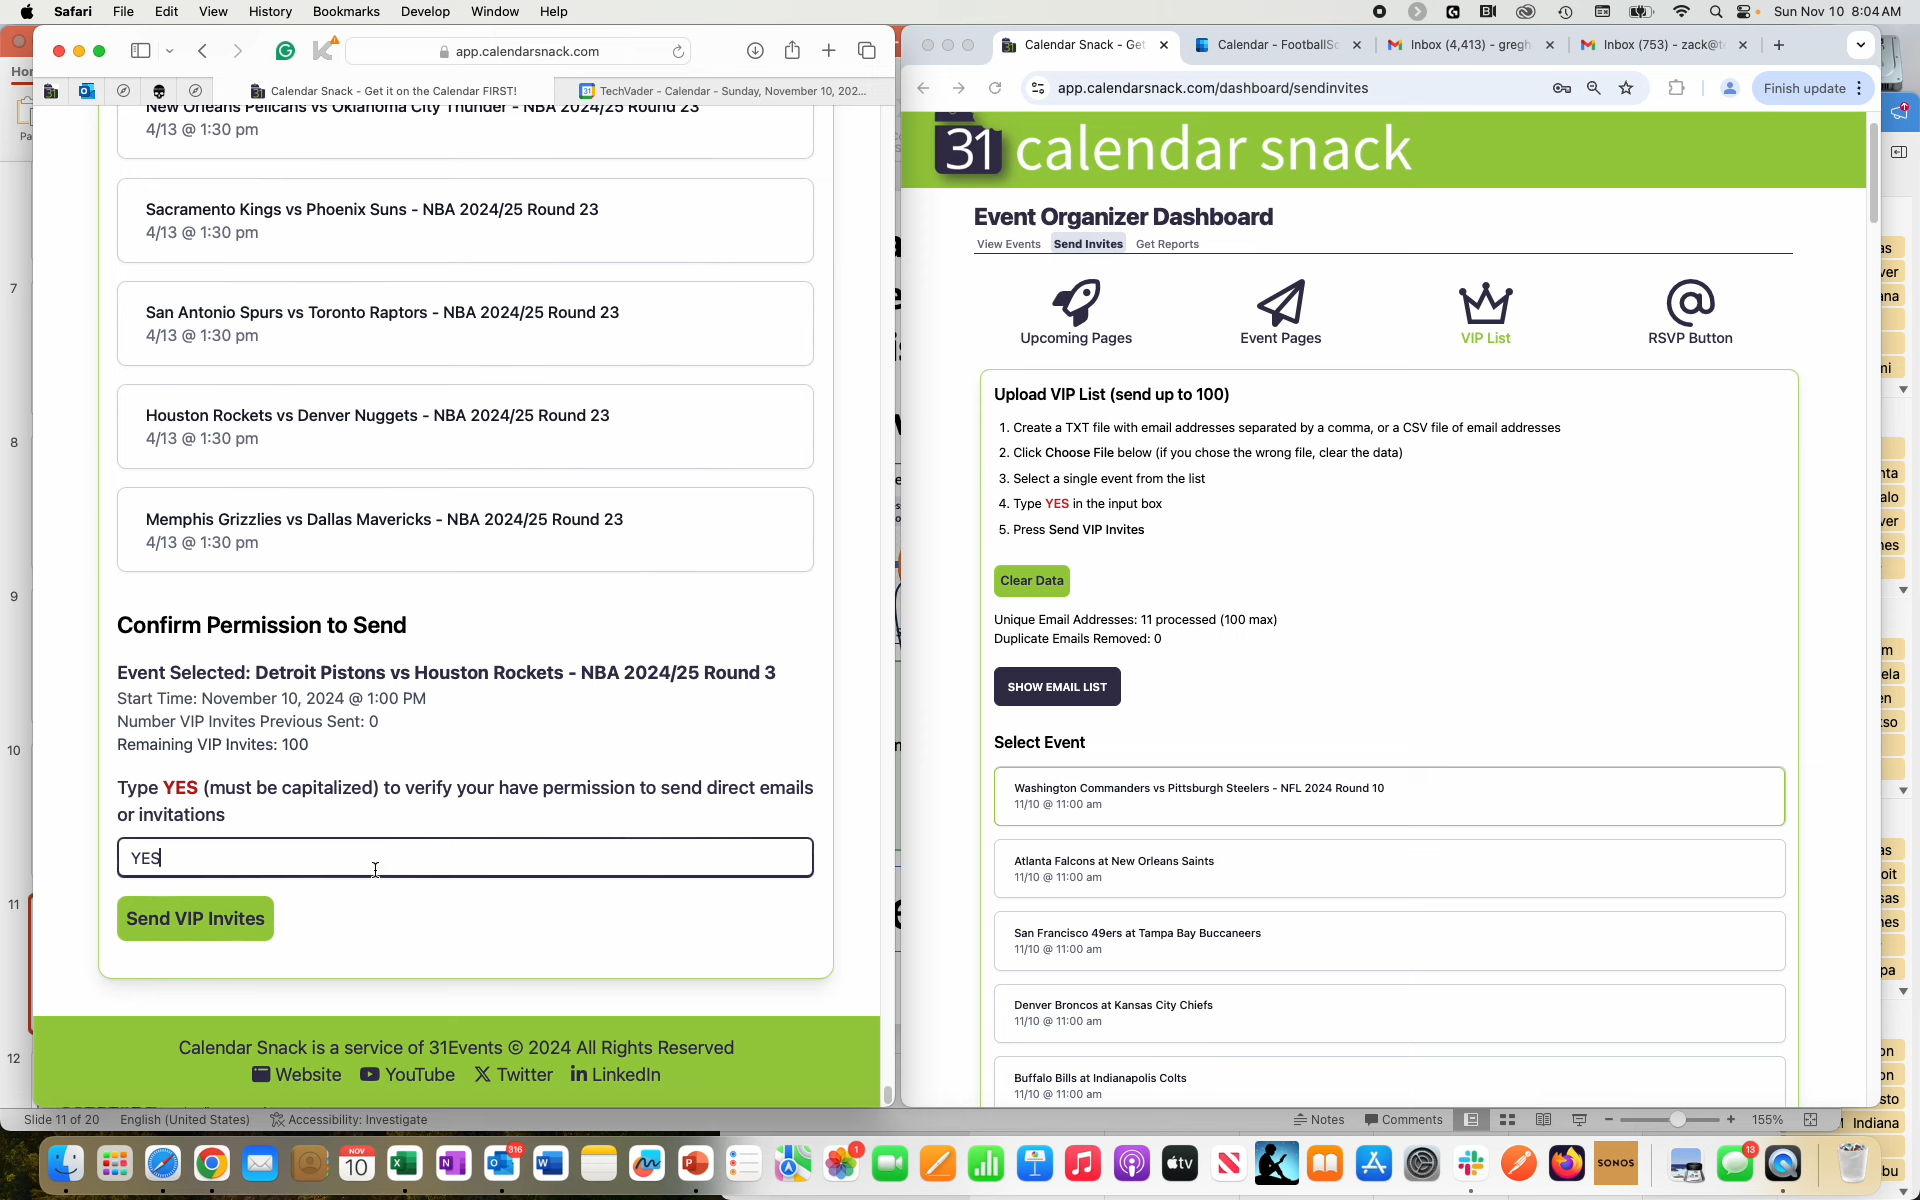 Safari File Edit View History Bookmarks Develop Window Help
Sun Nov 10 8:04 AM
app.calendarsnack.com
Calendar Snack - Get it on the Calendar FIRST!
TechVader - Calendar - Sunday, November 10, 202...
New Orleans Pelicans vs Oklahoma City Thunder - NBA 2024/25 Round 23
4/13 @ 1:30 pm
Sacramento Kings vs Phoenix Suns - NBA 2024/25 Round 23
4/13 @ 1:30 pm
San Antonio Spurs vs Toronto Raptors - NBA 2024/25 Round 23
4/13 @ 1:30 pm
Houston Rockets vs Denver Nuggets - NBA 2024/25 Round 23
4/13 @ 1:30 pm
Memphis Grizzlies vs Dallas Mavericks - NBA 2024/25 Round 23
4/13 @ 1:30 pm
Confirm Permission to Send
Event Selected: Detroit Pistons vs Houston Rockets - NBA 2024/25 Round 3
Start Time: November 10, 2024 @ 1:00 PM
Number VIP Invites Previous Sent: 0
Remaining VIP Invites: 100
Type YES (must be capitalized) to verify your have permission to send direct emails
or invitations
YES
Send VIP Invites
Calendar Snack is a service of 31Events © 2024 All Rights Reserved
Website YouTube Twitter LinkedIn
Calendar Snack - Get
Calendar - FootballSc
Inbox (4,413) - gregh
Inbox (753) - zack@t
app.calendarsnack.com/dashboard/sendinvites
Finish update
31 calendar snack
Event Organizer Dashboard
View Events Send Invites Get Reports
Upcoming Pages
Event Pages
VIP List
RSVP Button
Upload VIP List (send up to 100)
1. Create a TXT file with email addresses separated by a comma, or a CSV file of email addresses
2. Click Choose File below (if you chose the wrong file, clear the data)
3. Select a single event from the list
4. Type YES in the input box
5. Press Send VIP Invites
Clear Data
Unique Email Addresses: 11 processed (100 max)
Duplicate Emails Removed: 0
SHOW EMAIL LIST
Select Event
Washington Commanders vs Pittsburgh Steelers - NFL 2024 Round 10
11/10 @ 11:00 am
Atlanta Falcons at New Orleans Saints
11/10 @ 11:00 am
San Francisco 49ers at Tampa Bay Buccaneers
11/10 @ 11:00 am
Denver Broncos at Kansas City Chiefs
11/10 @ 11:00 am
Buffalo Bills at Indianapolis Colts
11/10 @ 11:00 am
7
8
9
10
11
12
Slide 11 of 20
English (United States)
Accessibility: Investigate
Notes
Comments
155%
Indiana
NOV
10
316
1
tv
SONOS
13